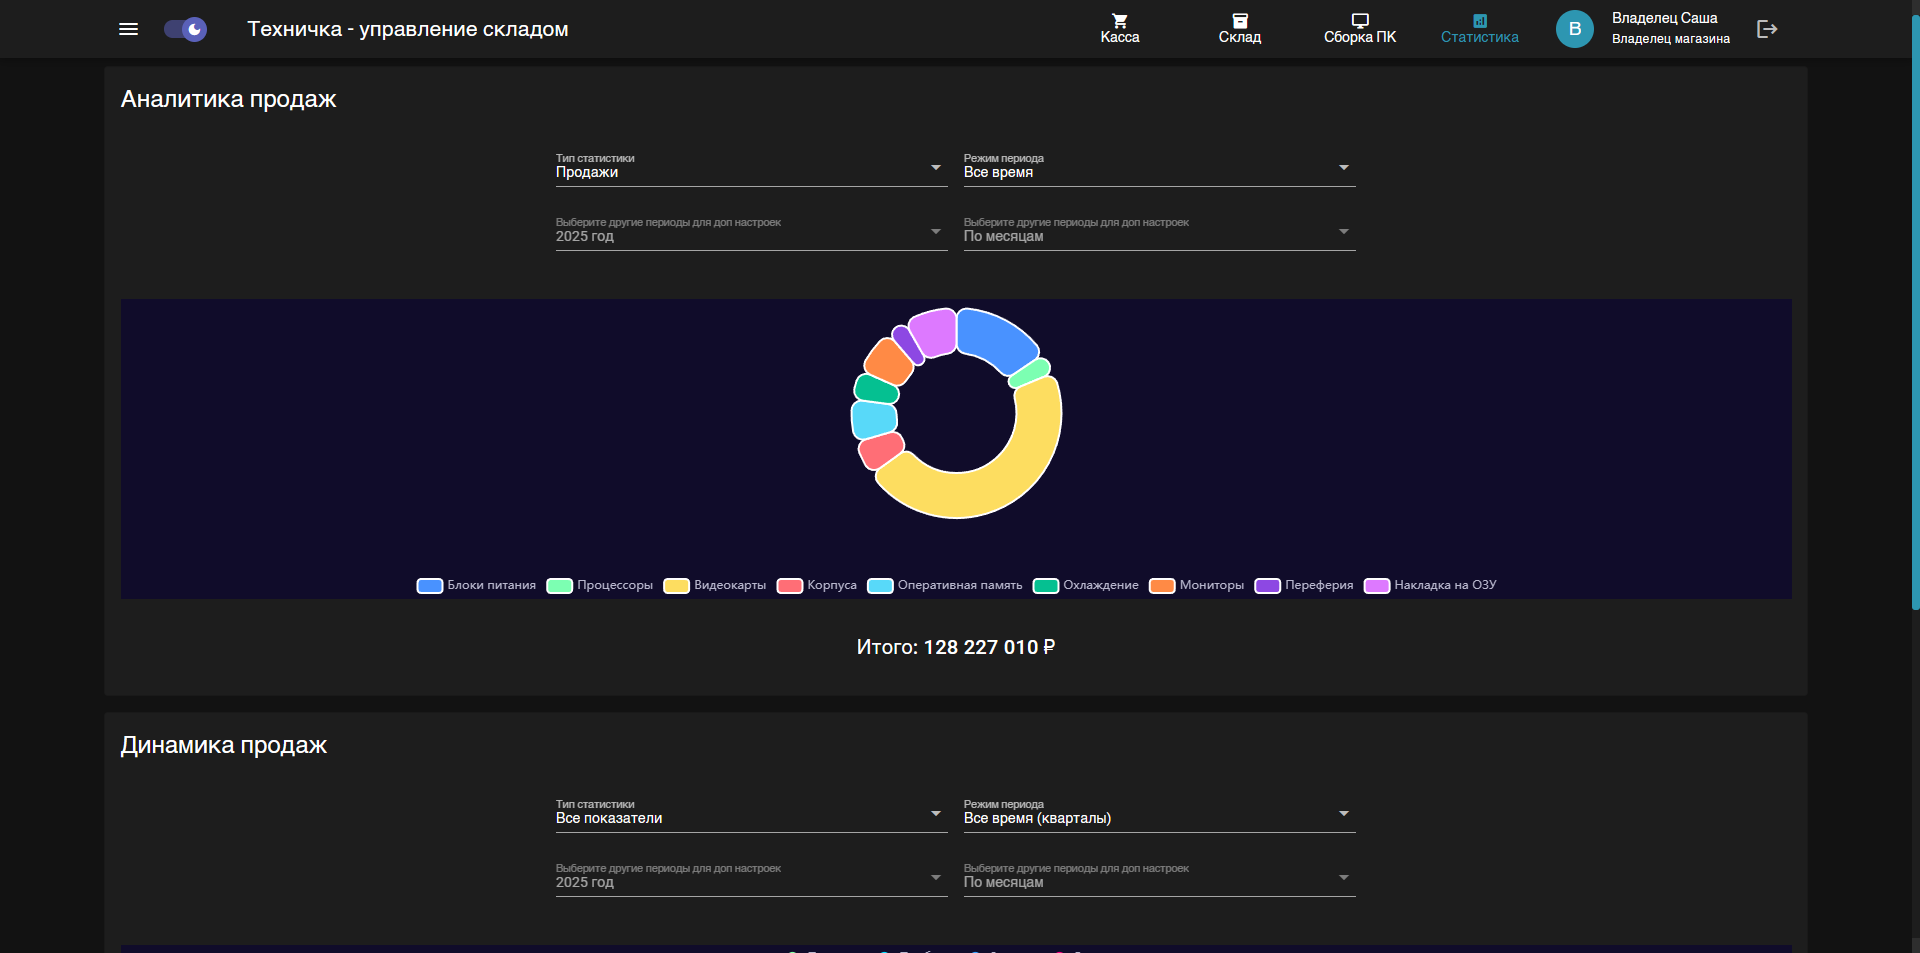 Техничка - управление складом
Касса
Склад
Сборка ПК
Статистика
В
Владелец Саша
Владелец магазина
Аналитика продаж
Тип статистики
Продажи
Режим периода
Все время
Выберите другие периоды для доп настроек
2025 год
Выберите другие периоды для доп настроек
По месяцам
Блоки питания Процессоры Видеокарты Корпуса Оперативная память Охлаждение Мониторы Переферия Накладка на ОЗУ
Итого: 128 227 010 ₽
Динамика продаж
Тип статистики
Все показатели
Режим периода
Все время (кварталы)
Выберите другие периоды для доп настроек
2025 год
Выберите другие периоды для доп настроек
По месяцам